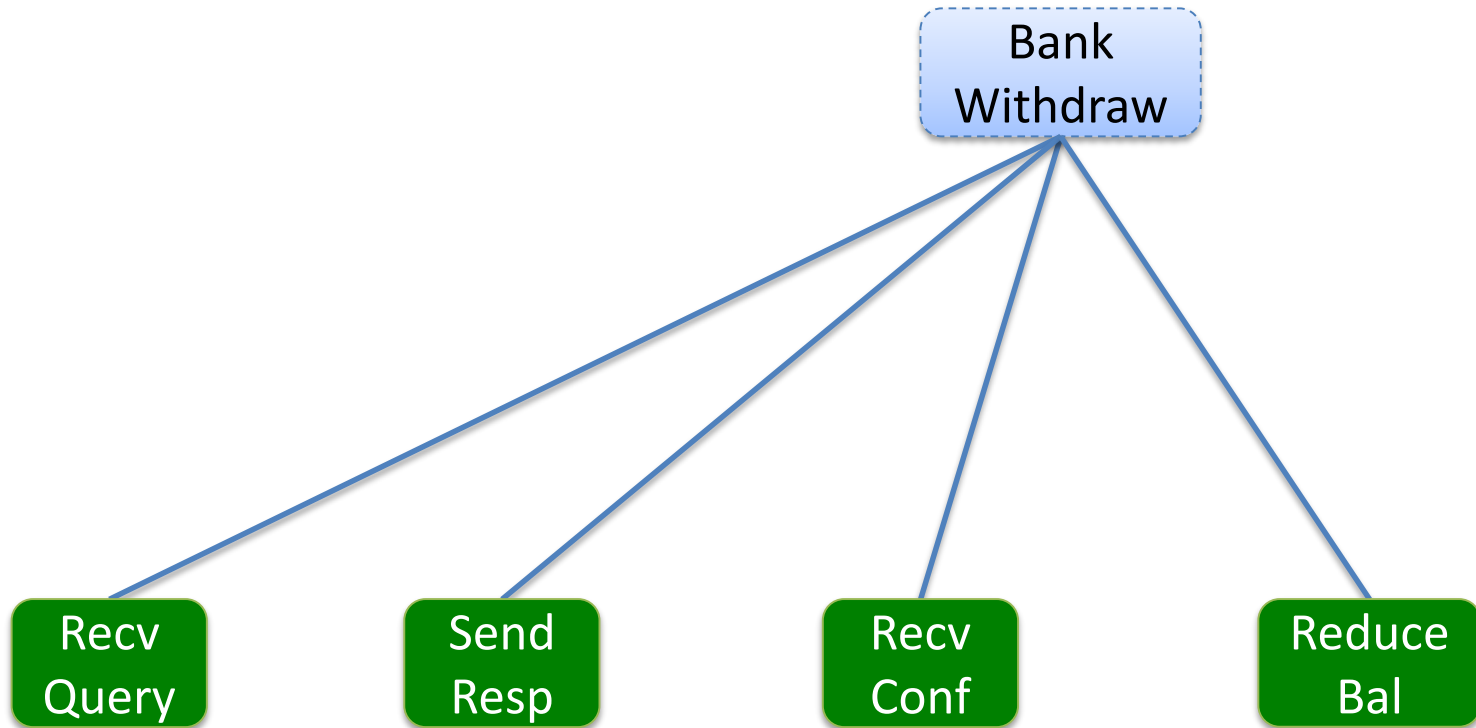 Bank
Withdraw
Recv
Query
Send
Resp
Recv
Conf
Reduce
Bal